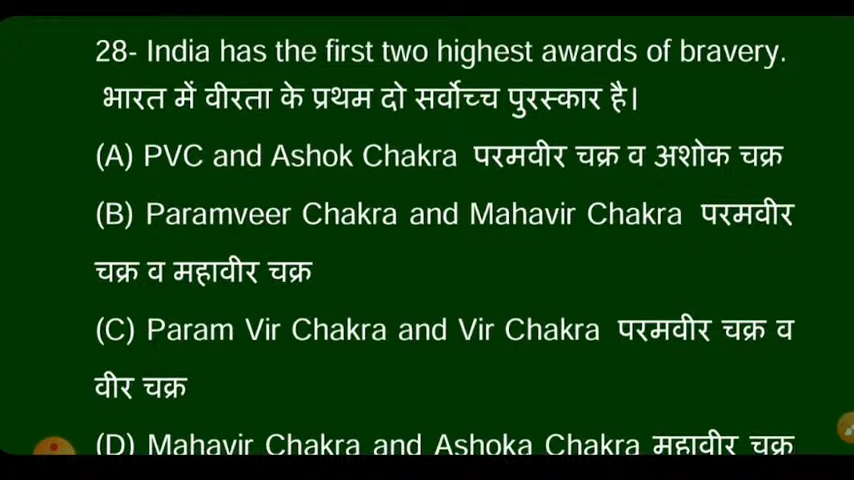 28- India has the first two highest awards of bravery.
भारत में वीरता के प्रथम दो सर्वोच्च पुरस्कार है।
(A) PVC and Ashok Chakra परमवीर चक्र व अशोक चक्र
(B) Paramveer Chakra and Mahavir Chakra परमवीर
चक्र व महावीर चक्र
(C) Param Vir Chakra and Vir Chakra परमवीर चक्र व
वीर चक्र
(D) Mahavir Chakra and Ashoka Chakra महावीर चक्र